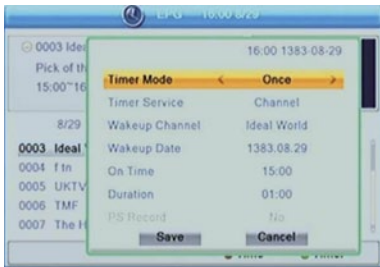 EPG 16:00 8/29
0003 Idea
16:00 1383-08-29
Pick of th
15:00~16
Timer Mode < Once >
Timer Service Channel
8/29
Wakeup Channel Ideal World
0003 Ideal
Wakeup Date 1383.08.29
0004 f tn
On Time 15:00
0005 UKTV
Duration 01:00
0006 TMF
PS Record No
0007 The H
Save Cancel
Timer